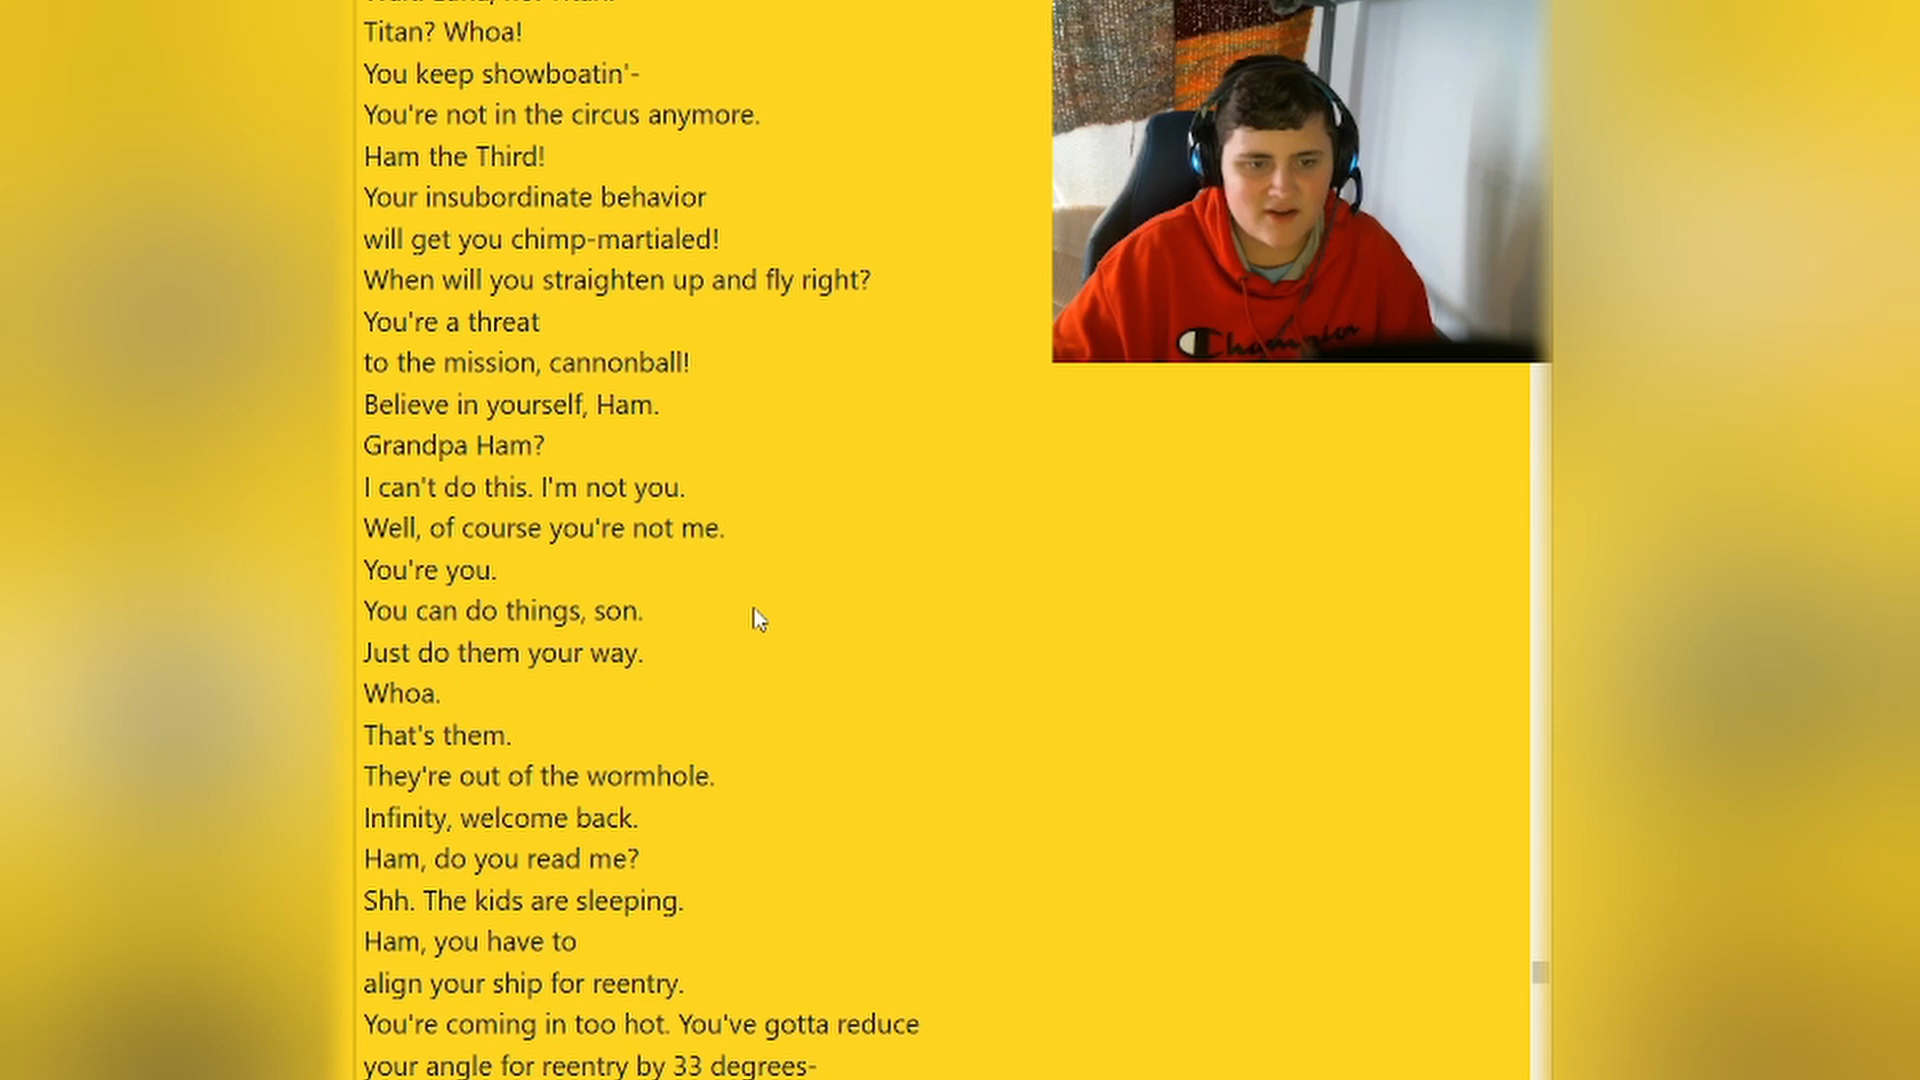 Titan? Whoa!
You keep showboatin'-
You're not in the circus anymore.
Ham the Third!
Your insubordinate behavior
will get you chimp-martialed!
When will you straighten up and fly right?
You're a threat
to the mission, cannonball!
Believe in yourself, Ham.
Grandpa Ham?
I can't do this. I'm not you.
Well, of course you're not me.
You're you.
You can do things, son.
Just do them your way.
Whoa.
That's them.
They're out of the wormhole.
Infinity, welcome back.
Ham, do you read me?
Shh. The kids are sleeping.
Ham, you have to
align your ship for reentry.
You're coming in too hot. You've gotta reduce
your angle for reentry by 33 degrees-
Champion